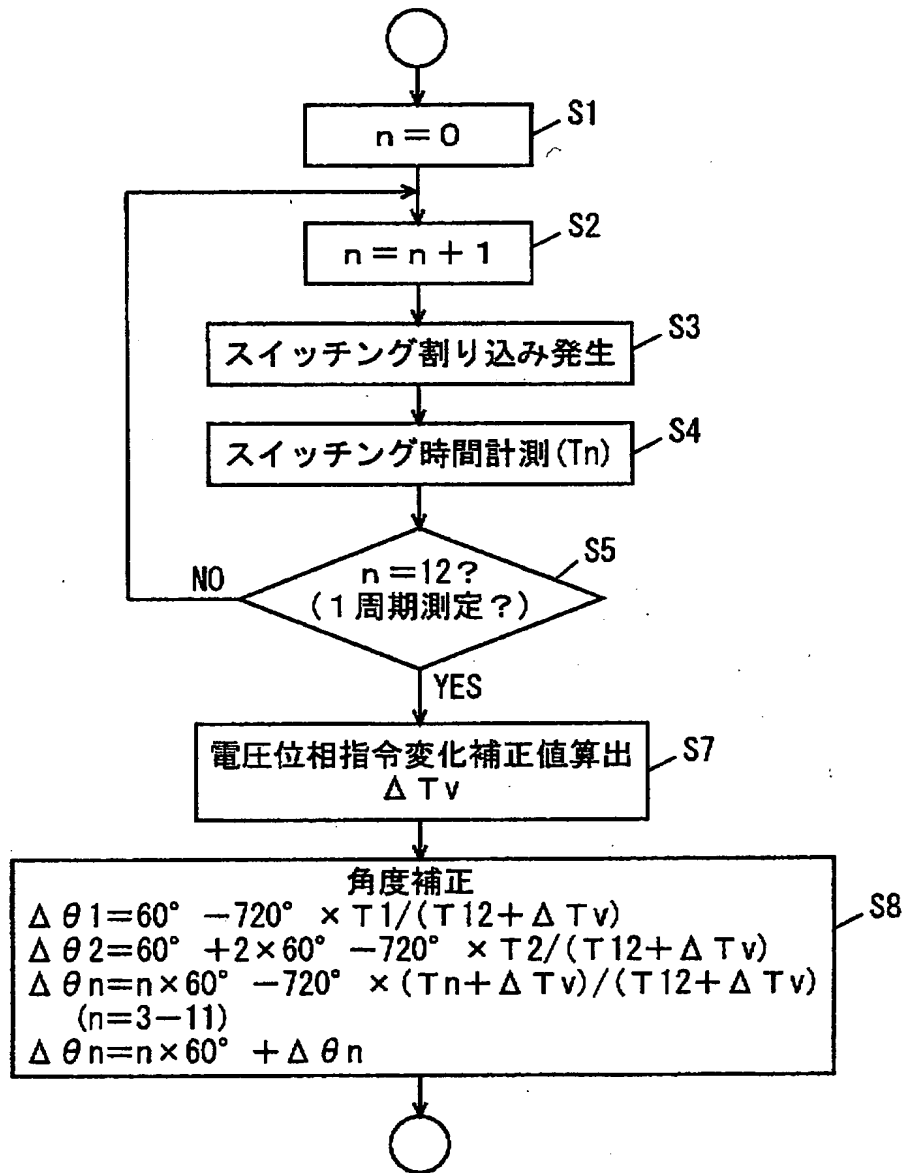 n=0
S1
n=n+1
S2
スイッチング割り込み発生
S3
スイッチング時間計測(Tn)
S4
n=12?
(1周期測定?)
S5
NO
YES
電圧位相指令変化補正値算出
ΔTv
S7
角度補正
Δθ1=60° −720° ×T1/(T12+ΔTv)
Δθ2=60° +2×60° −720° ×T2/(T12+ΔTv)
Δθn=n×60° −720° ×(Tn+ΔTv)/(T12+ΔTv)
(n=3−11)
Δθn=n×60° +Δθn
S8